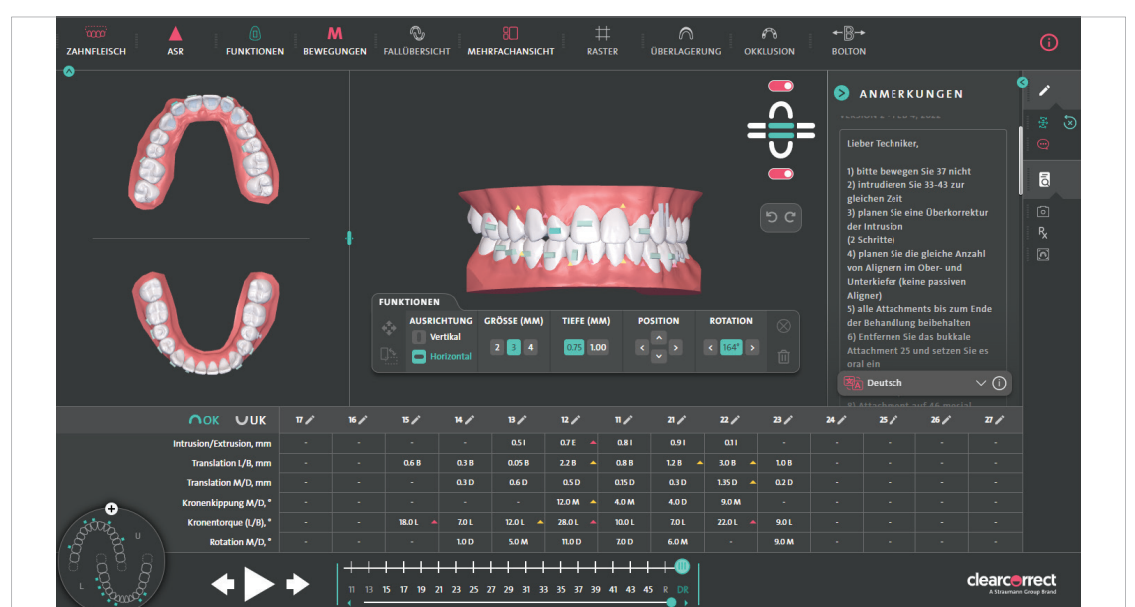 ZAHNFLEISCH ASR FUNKTIONEN BEWEGUNGEN FALLÜBERSICHT MEHRFACHANSICHT RASTER ÜBERLAGERUNG OKKLUSION BOLTON
ANMERKUNGEN
Lieber Techniker,
1) bitte bewegen Sie 37 nicht
2) intrudieren Sie 33-43 zur
gleichen Zeit
3) planen Sie eine Überkorrektur
der Intrusion
(2 Schritte)
4) planen Sie die gleiche Anzahl
von Alignern im Ober- und
Unterkiefer (keine passiven
Aligner)
5) alle Attachments bis zum Ende
der Behandlung beibehalten
6) Entfernen Sie das bukkale
Attachment 25 und setzen Sie es
oral ein
Deutsch
FUNKTIONEN
AUSRICHTUNG GRÖSSE (MM) TIEFE (MM) POSITION ROTATION
Vertikal
Horizontal
2 3 4 0.75 1.00 < > < 164° >
OK UK 17 16 15 14 13 12 11 21 22 23 24 25 26 27
Intrusion/Extrusion, mm - - - - 0.5 I 0.7 E 0.8 I 0.9 I 0.1 I - - - - -
Translation L/B, mm - - 0.6 B 0.3 B 0.05 B 2.2 B 0.8 B 1.2 B 3.0 B 1.0 B - - - -
Translation M/D, mm - - - 0.3 D 0.6 D 0.5 D 0.15 D 0.3 D 1.35 D 0.2 D - - - -
Kronenkippung M/D, ° - - - - - 12.0 M 4.0 M 4.0 D 9.0 M - - - - -
Kronentorque (L/B), ° - - 18.0 L 7.0 L 12.0 L 28.0 L 10.0 L 7.0 L 22.0 L 9.0 L - - - -
Rotation M/D, ° - - - 1.0 D 5.0 M 11.0 D 7.0 D 6.0 M - 9.0 M - - - -
U
L
11 13 15 17 19 21 23 25 27 29 31 33 35 37 39 41 43 45 R DR
clearcorrect
A Straumann Group Brand